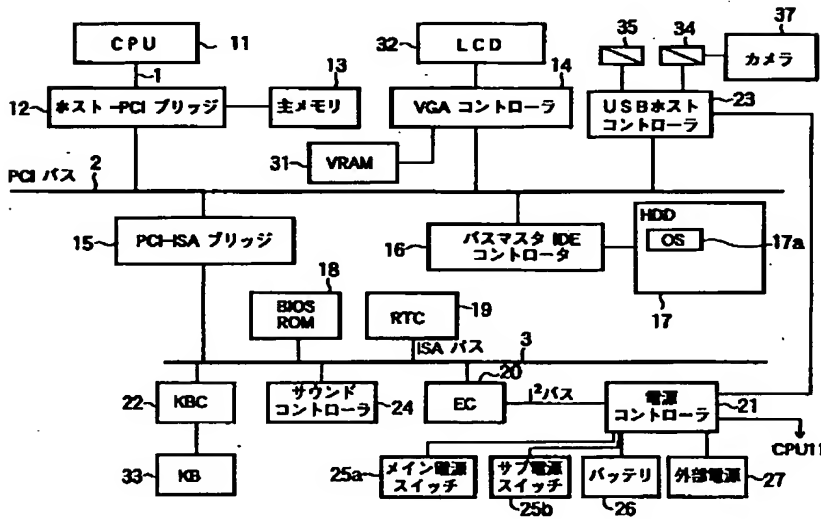 CPU
11
32
LCD
35
34
37
カメラ
1
13
14
12
ホスト-PCI ブリッジ
主メモリ
VGA コントローラ
USBホスト
コントローラ
23
31
VRAM
PCI バス
2
15
PCI-ISA ブリッジ
16
バスマスタ IDE
コントロータ
HDD
OS
17a
17
18
BIOS
ROM
RTC
19
ISA バス
3
20
22
KBC
サウンド
コントローラ
24
EC
I²バス
電源
コントローラ
21
CPU11
33
KB
25a
メイン電源
スイッチ
サブ電源
スイッチ
25b
バッテリ
26
外部電源
27